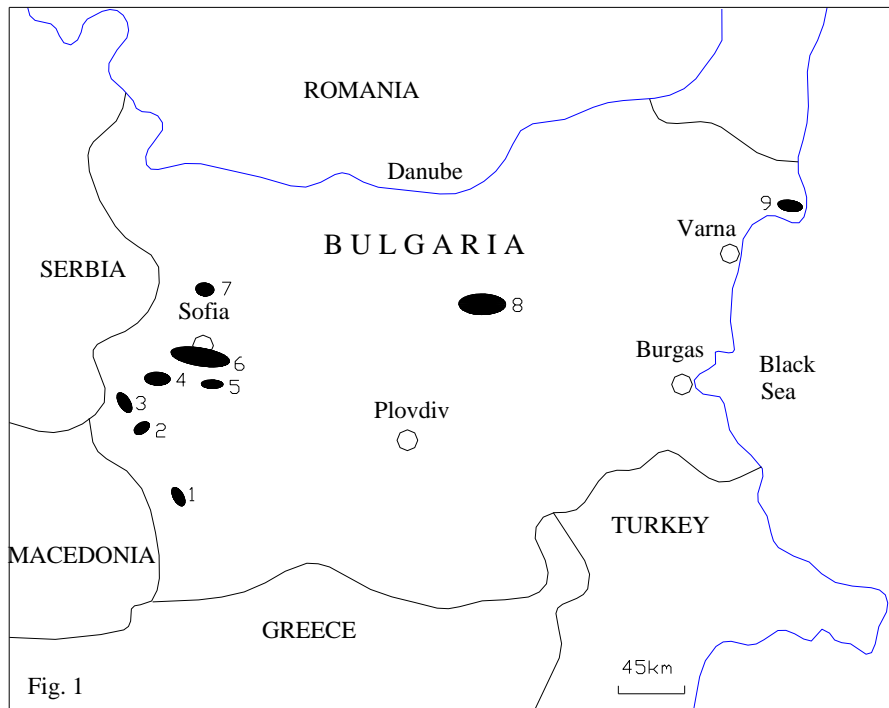 ROMANIA
Danube
9
Varna
B U L G A R I A
SERBIA
7
Sofia
8
Burgas
6
Black
Sea
4
5
3
Plovdiv
2
1
TURKEY
MACEDONIA
GREECE
45km
Fig. 1